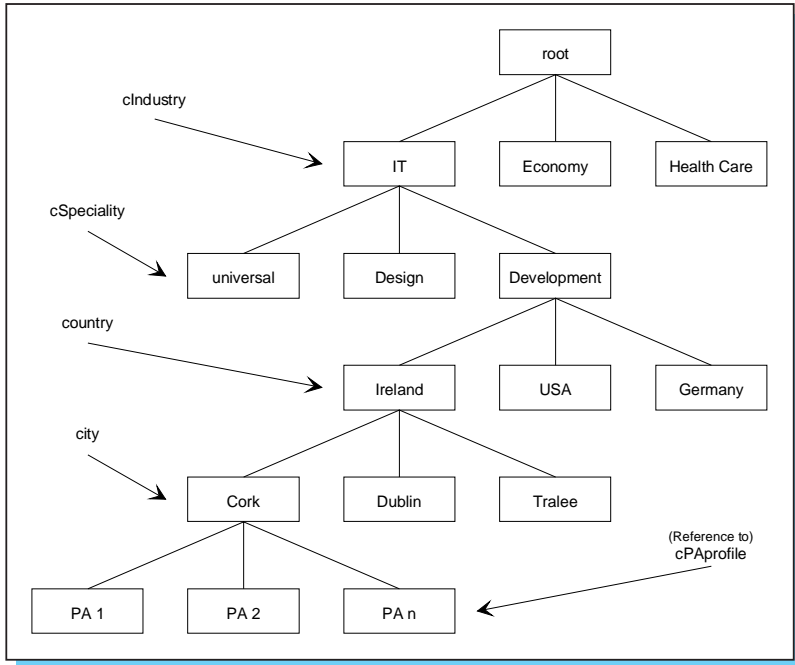 root
cIndustry
IT
Economy
Health Care
cSpeciality
universal
Design
Development
country
Ireland
USA
Germany
city
Cork
Dublin
Tralee
(Reference to)
cPAprofile
PA 1
PA 2
PA n